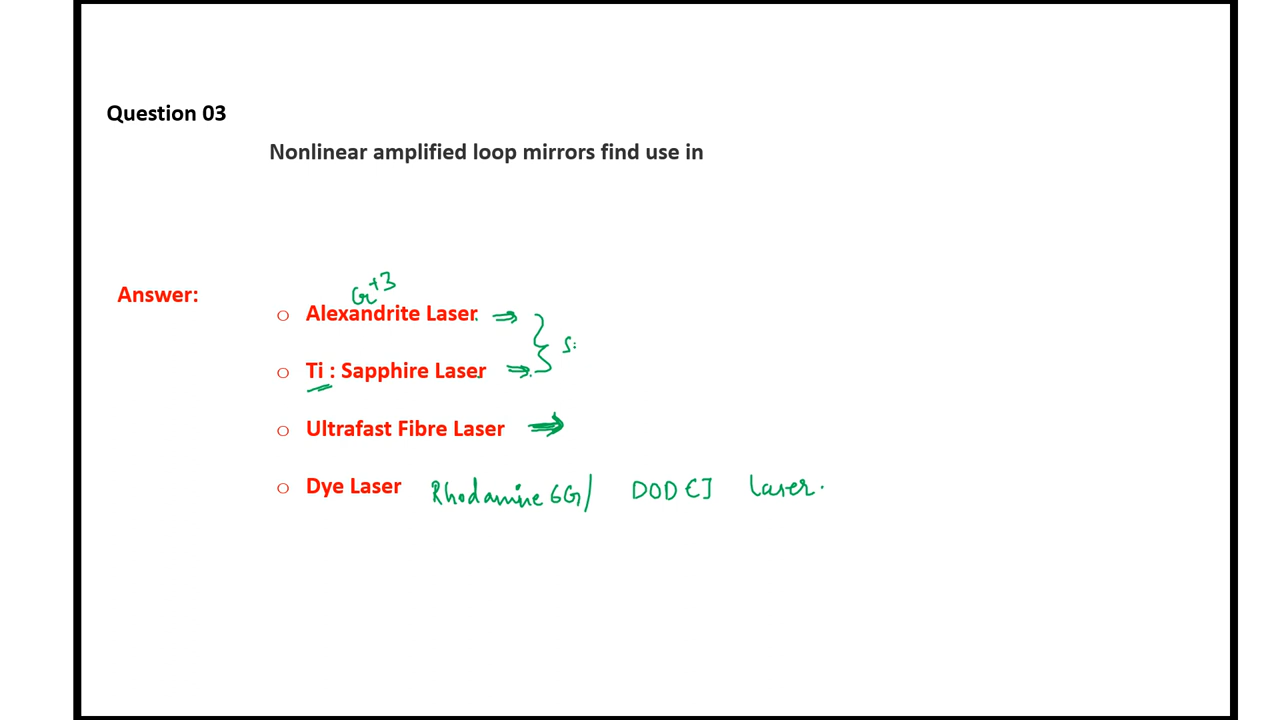 Question 03
Nonlinear amplified loop mirrors find use in
Answer:
Cr+3
o Alexandrite Laser
S
o Ti : Sapphire Laser
o Ultrafast Fibre Laser
o Dye Laser Rhodamine 6G/ DODCI laser.